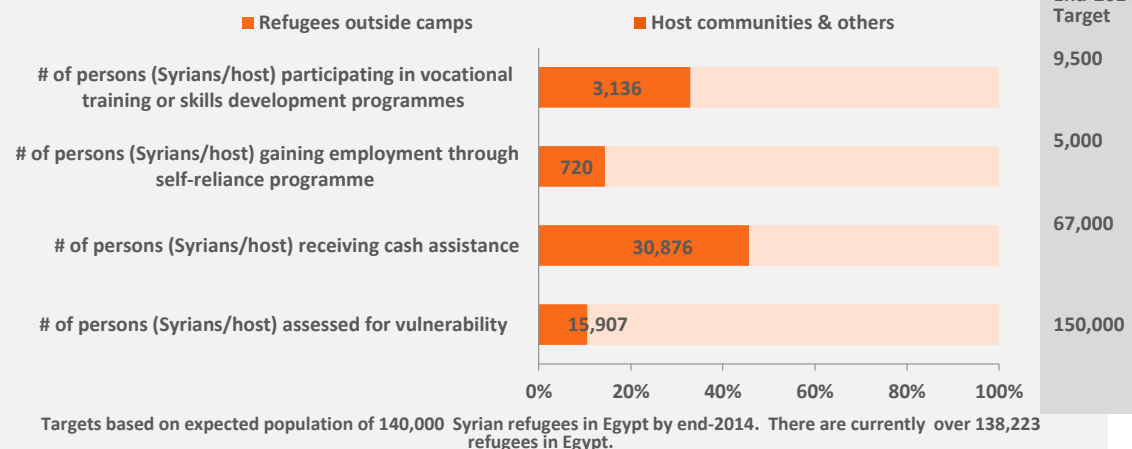 Target
Refugees outside camps Host communities & others
9,500
# of persons (Syrians/host) participating in vocational
training or skills development programmes
3,136
5,000
# of persons (Syrians/host) gaining employment through
self-reliance programme
720
67,000
# of persons (Syrians/host) receiving cash assistance
30,876
# of persons (Syrians/host) assessed for vulnerability
15,907
150,000
0% 20% 40% 60% 80% 100%
Targets based on expected population of 140,000 Syrian refugees in Egypt by end-2014. There are currently over 138,223
refugees in Egypt.